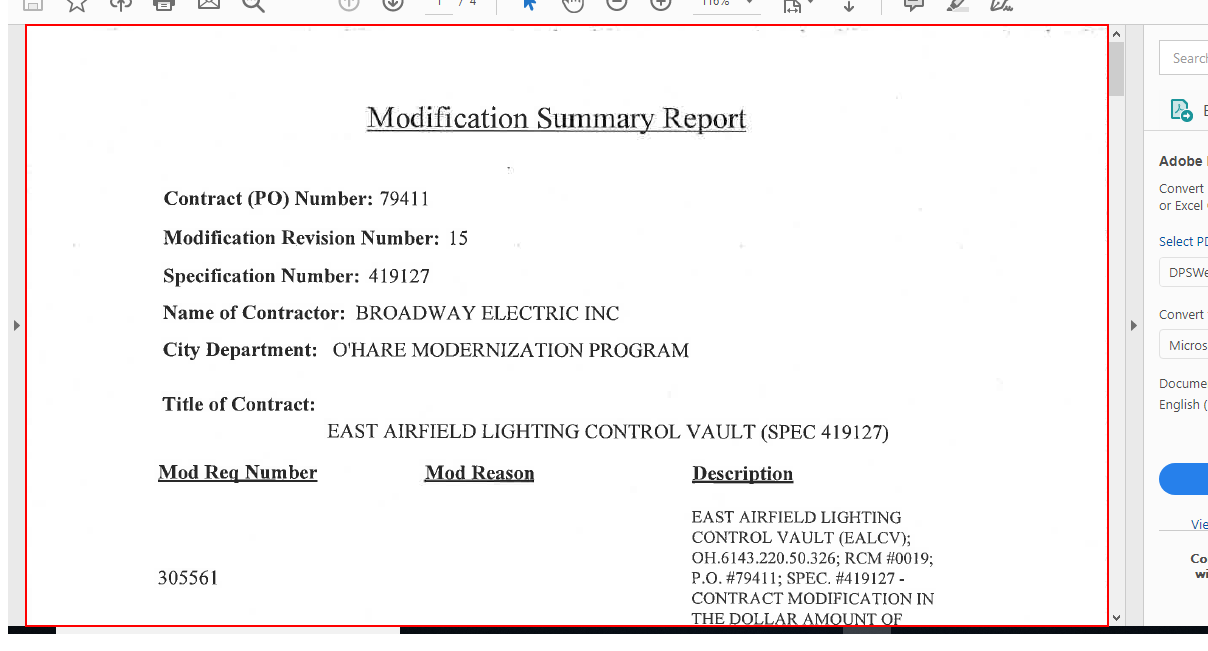 1 / 4
116%
Modification Summary Report
Contract (PO) Number: 79411
Modification Revision Number: 15
Specification Number: 419127
Name of Contractor: BROADWAY ELECTRIC INC
City Department: O'HARE MODERNIZATION PROGRAM
Title of Contract:
EAST AIRFIELD LIGHTING CONTROL VAULT (SPEC 419127)
Mod Req Number Mod Reason Description
EAST AIRFIELD LIGHTING
CONTROL VAULT (EALCV);
OH.6143.220.50.326; RCM #0019;
305561 P.O. #79411; SPEC. #419127 -
CONTRACT MODIFICATION IN
THE DOLLAR AMOUNT OF
Search
Adobe
Convert
or Excel
Select PD
DPSWe
Convert
Micros
Docume
English (
Vie
Co
wi